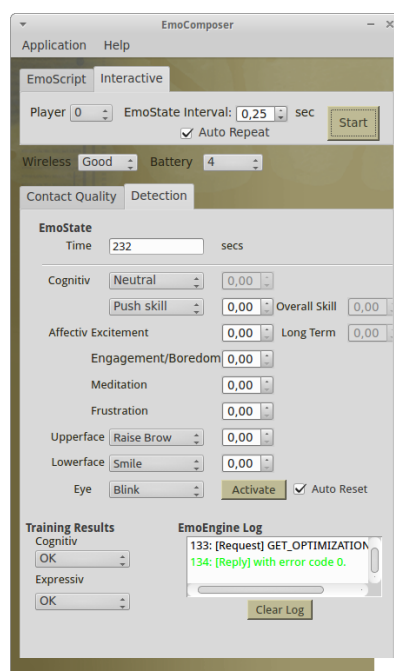 EmoComposer
Application Help
EmoScript Interactive
Player 0 EmoState Interval: 0,25 sec
Auto Repeat
Start
Wireless Good Battery 4
Contact Quality Detection
EmoState
Time 232 secs
Cognitiv Neutral 0,00
Push skill 0,00 Overall Skill 0,00
Affectiv Excitement 0,00 Long Term 0,00
Engagement/Boredom 0,00
Meditation 0,00
Frustration 0,00
Upperface Raise Brow 0,00
Lowerface Smile 0,00
Eye Blink Activate Auto Reset
Training Results EmoEngine Log
Cognitiv
133: [Request] GET_OPTIMIZATION
OK
134: [Reply] with error code 0.
Expressiv
OK
Clear Log